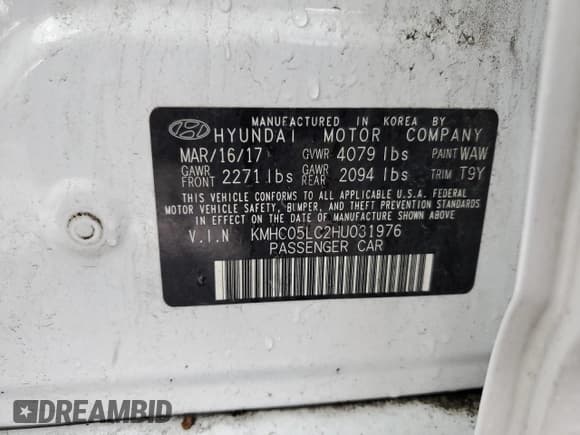 MANUFACTURED IN KOREA BY
HYUNDAI MOTOR COMPANY
MAR/16/17 GVWR 4079 lbs PAINT WAW
GAWR FRONT 2271 lbs GAWR REAR 2094 lbs TRIM T9Y
THIS VEHICLE CONFORMS TO ALL APPLICABLE U.S.A. FEDERAL
MOTOR VEHICLE SAFETY, BUMPER, AND THEFT PREVENTION STANDARDS
IN EFFECT ON THE DATE OF MANUFACTURE SHOWN ABOVE
V.I.N KMHC05LC2HU031976
PASSENGER CAR
DREAMBID